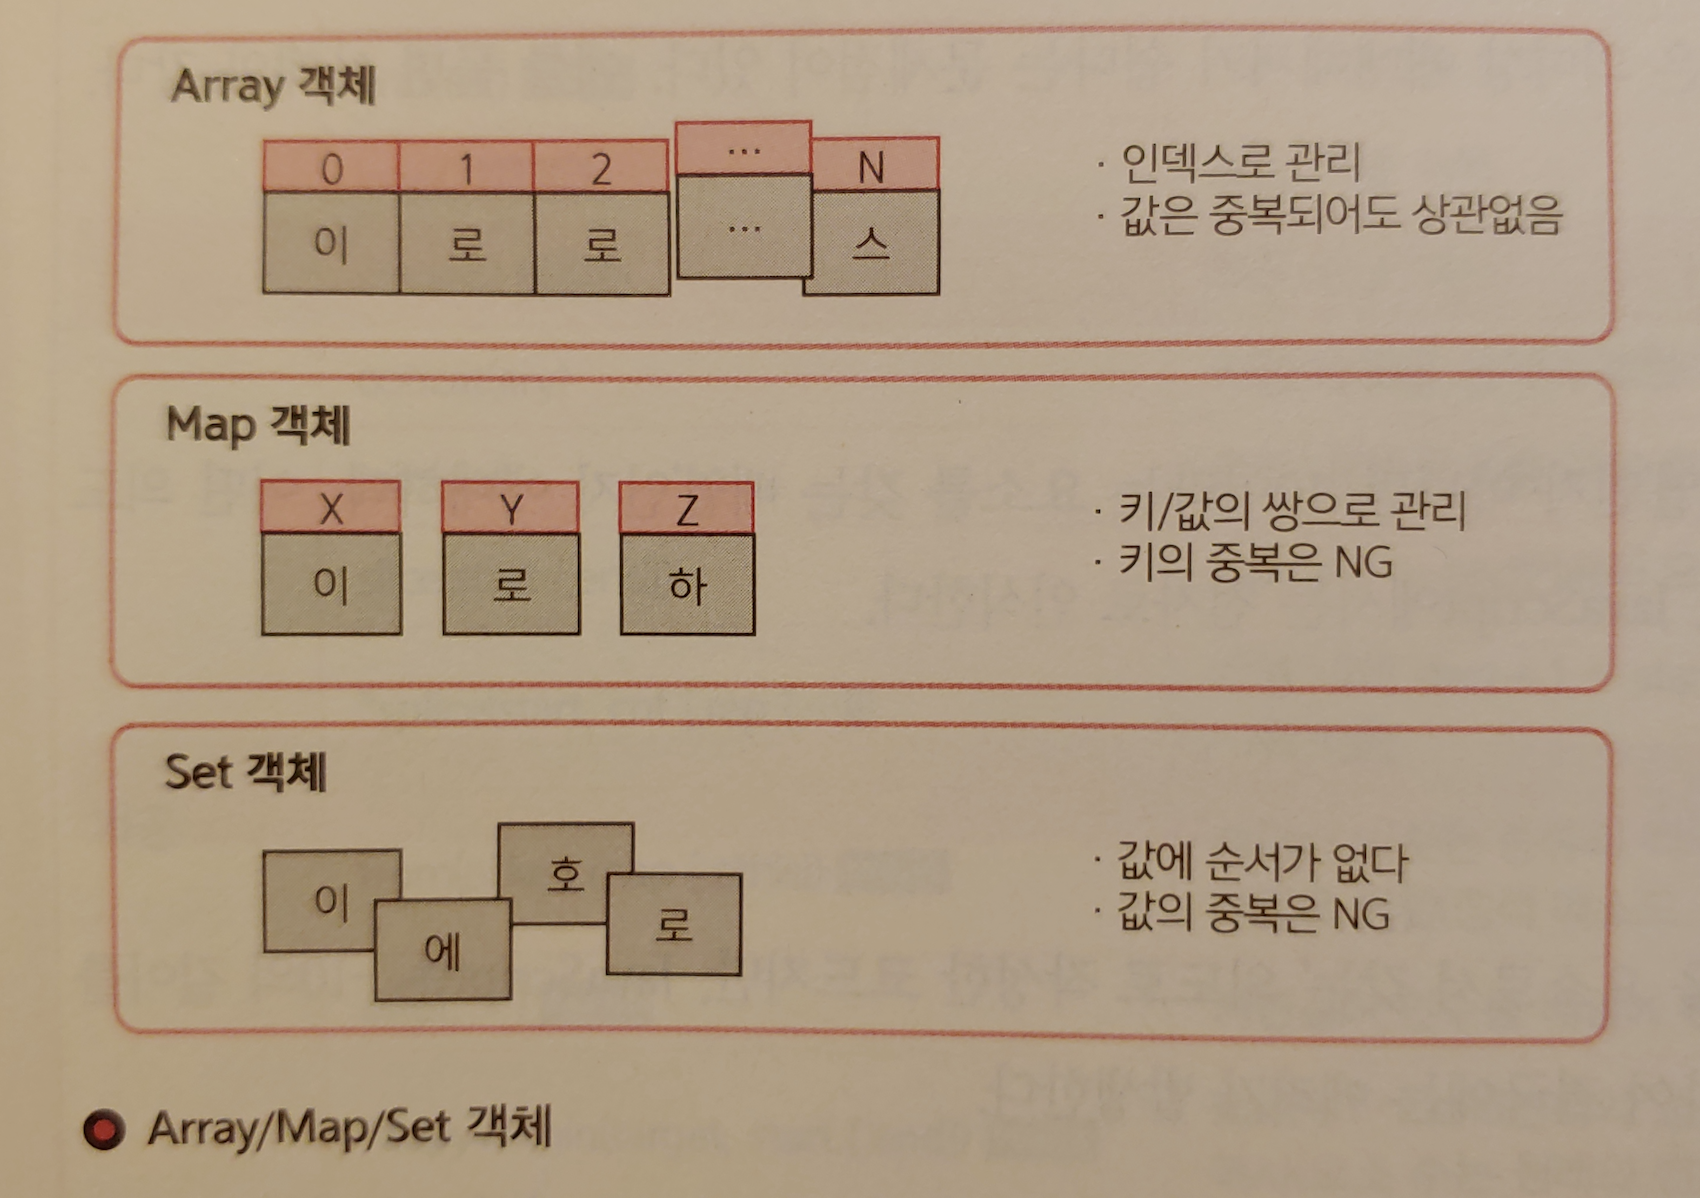 Array 객체
0 1 2 ... N
이 로 로 ... 스
· 인덱스로 관리
· 값은 중복되어도 상관없음
Map 객체
X Y Z
이 로 하
· 키/값의 쌍으로 관리
· 키의 중복은 NG
Set 객체
이 에 호 로
· 값에 순서가 없다
· 값의 중복은 NG
Array/Map/Set 객체